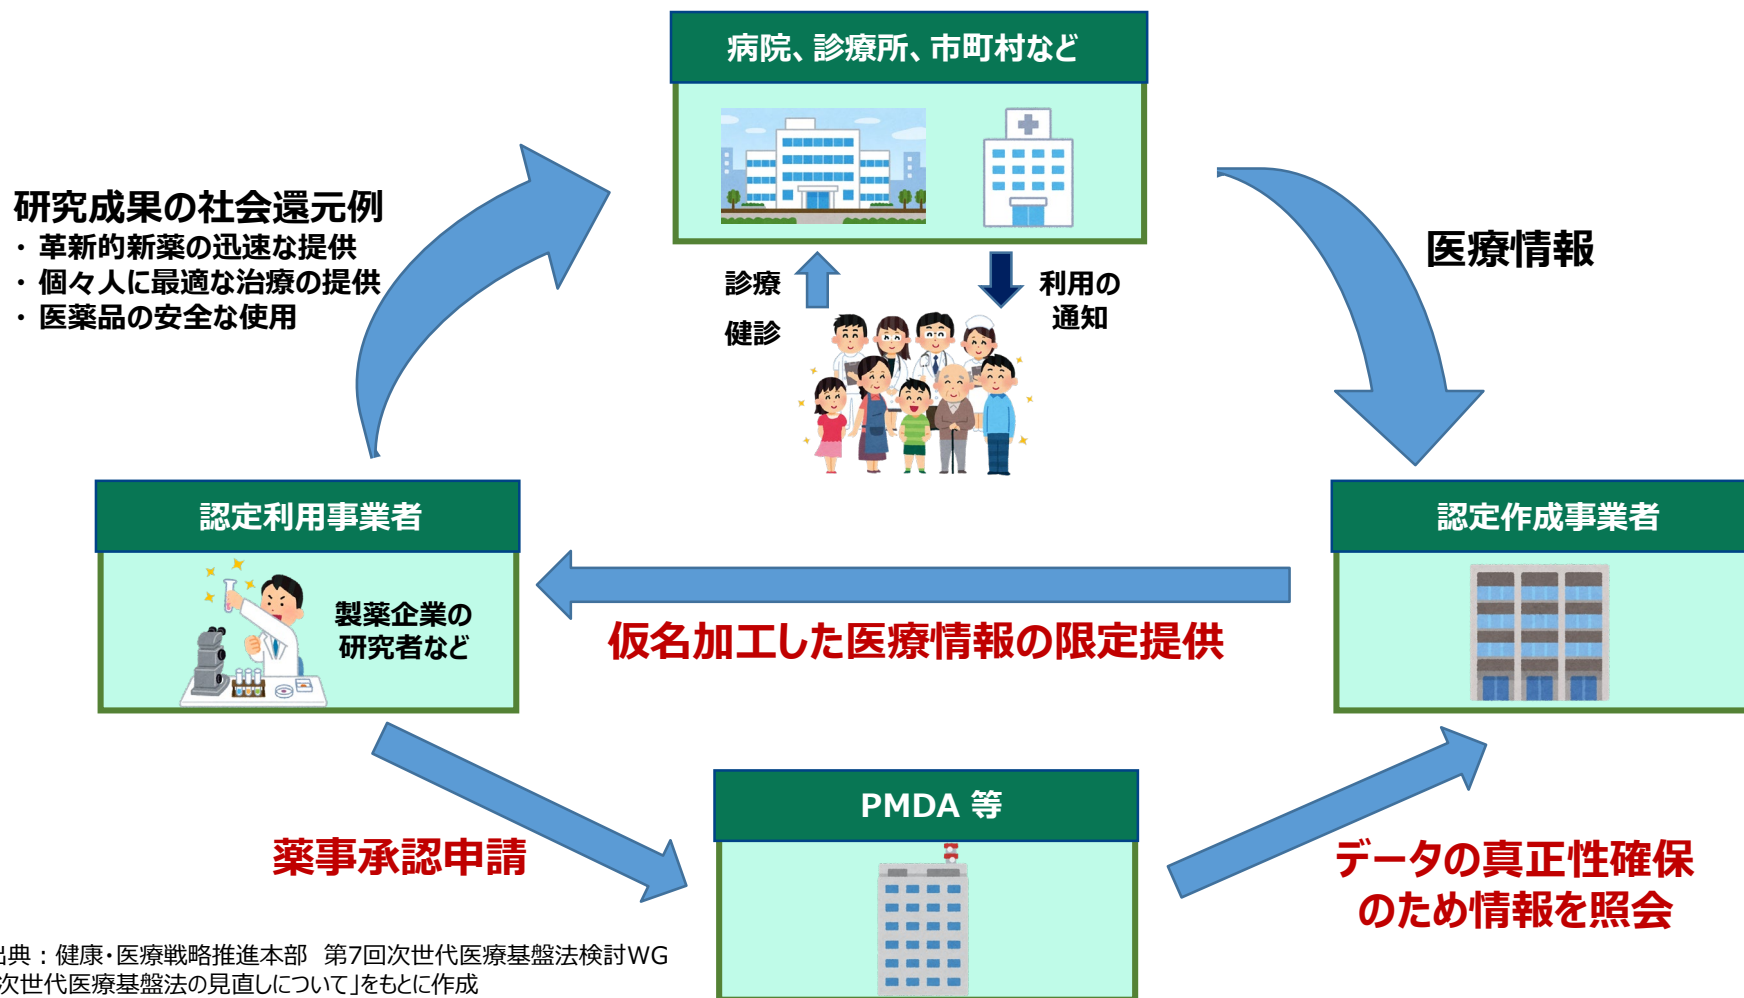 病院、診療所、市町村など
研究成果の社会還元例
・ 革新的新薬の迅速な提供
・ 個々人に最適な治療の提供
・ 医薬品の安全な使用
医療情報
診療
健診
利用の
通知
認定利用事業者
製薬企業の
研究者など
認定作成事業者
仮名加工した医療情報の限定提供
PMDA 等
薬事承認申請
データの真正性確保
のため情報を照会
出典：健康・医療戦略推進本部 第7回次世代医療基盤法検討WG
次世代医療基盤法の見直しについて」をもとに作成